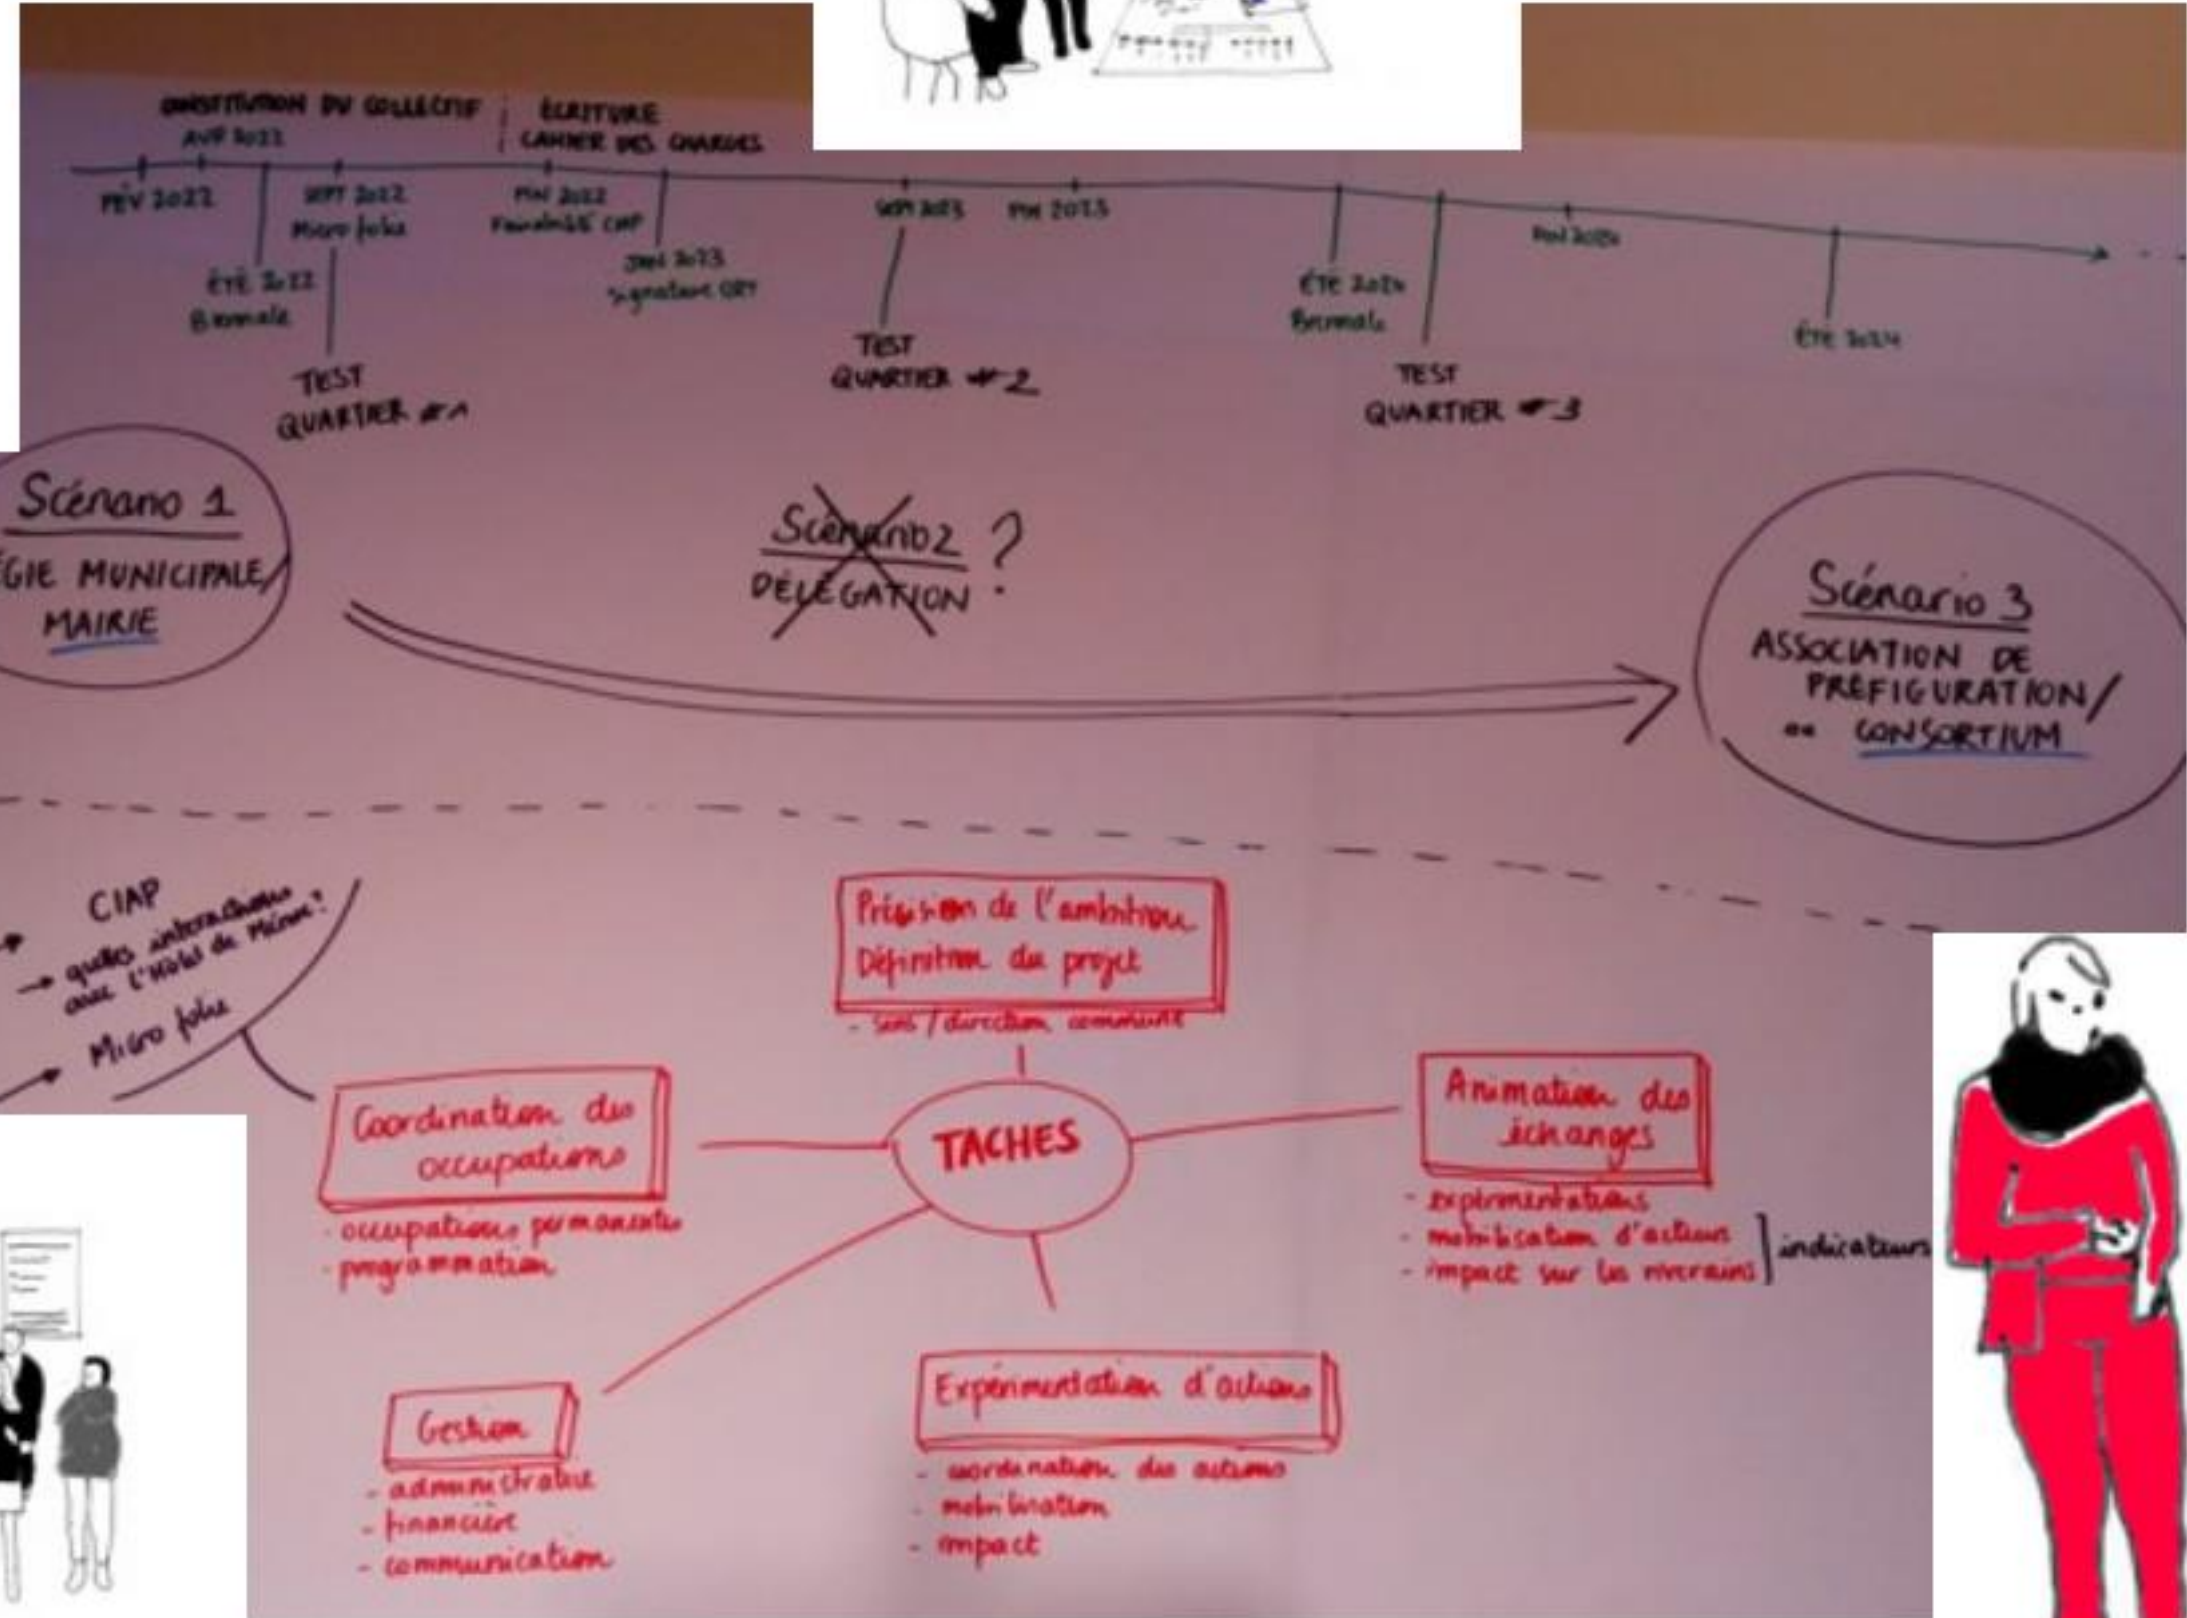 CONSTITUTION DU COLLECTIF
ÉCRITURE
CAHIER DES CHARGES
AVR 2022
FÉV 2022
SEPT 2022
Micro folie
2022
SEPT 2023
2023
ÉTÉ 2022
Biennale
JAN 2023
signature ORT
ÉTÉ 2024
Biennale
ÉTÉ 2024
TEST
QUARTIER #1
TEST
QUARTIER #2
TEST
QUARTIER #3
Scénario 1
GIE MUNICIPALE/
MAIRIE
Scénario 2 ?
DÉLÉGATION
Scénario 3
ASSOCIATION DE
PRÉFIGURATION/
ou CONSORTIUM
CIAP
quelles interactions
avec l'Hôtel de
Micro folie
Précision de l'ambition
Définition du projet
- sens / direction commune
TACHES
Coordination des
occupations
- occupations permanentes
- programmation
Animation des
échanges
- expérimentations
- mobilisation d'acteurs
- impact sur les riverains
indicateurs
Gestion
- administrative
- financière
- communication
Expérimentation d'actions
- coordination des actions
- mobilisation
- impact